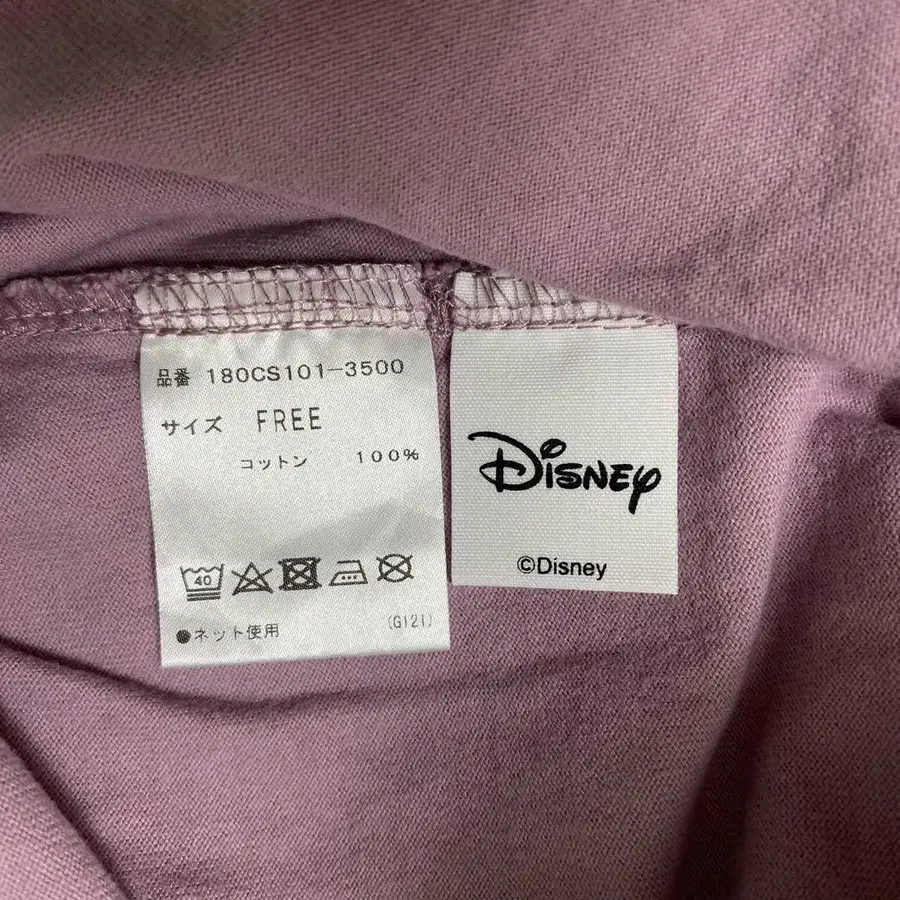 品番 180CS101-3500
サイズ FREE
コットン 100%
40
●ネット使用 (G121)
Disney
©Disney